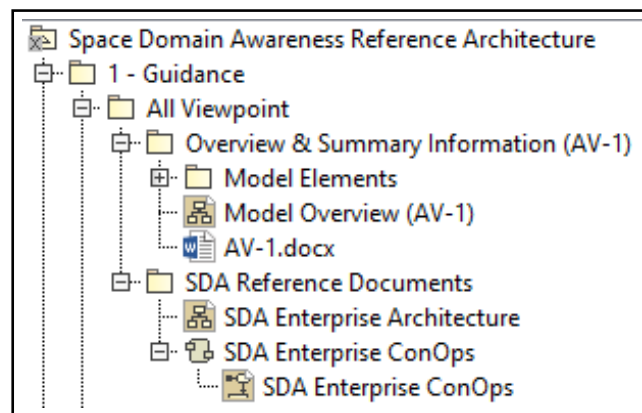 Space Domain Awareness Reference Architecture
1 - Guidance
All Viewpoint
Overview & Summary Information (AV-1)
Model Elements
Model Overview (AV-1)
AV-1.docx
SDA Reference Documents
SDA Enterprise Architecture
SDA Enterprise ConOps
SDA Enterprise ConOps